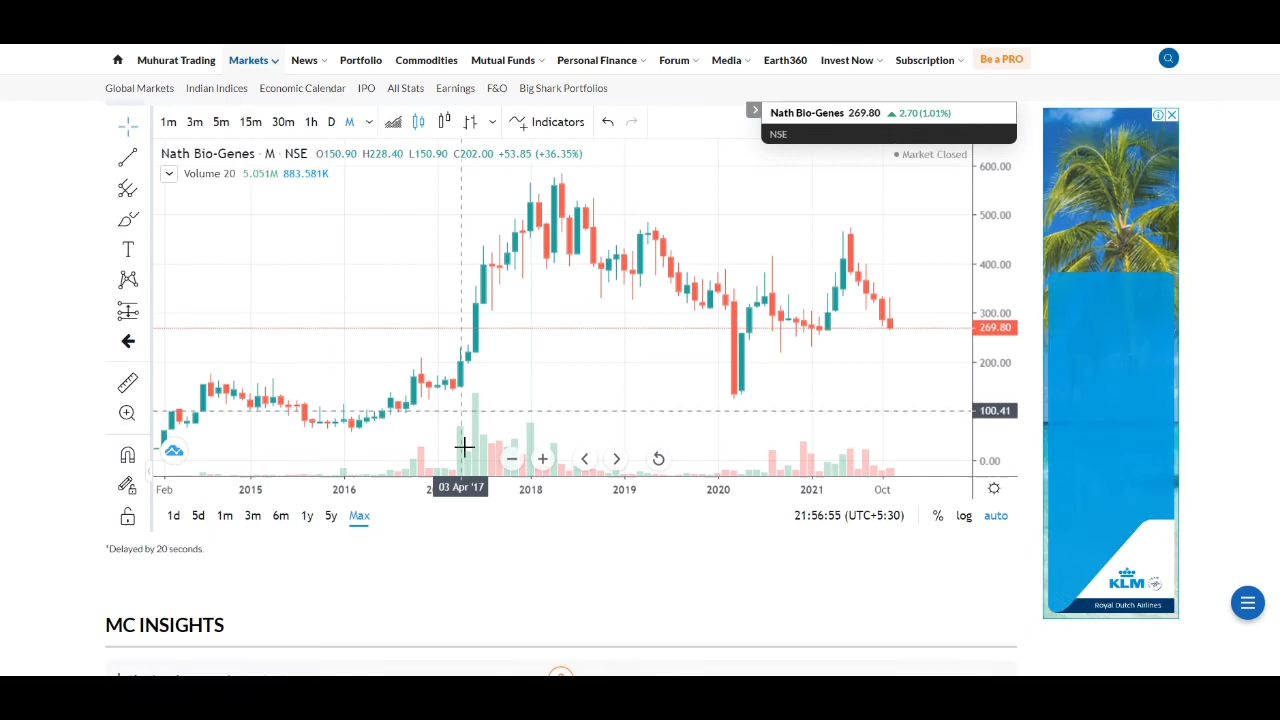 Muhurat Trading Markets News Portfolio Commodities Mutual Funds Personal Finance Forum Media Earth360 Invest Now Subscription Be a PRO
Global Markets Indian Indices Economic Calendar IPO All Stats Earnings F&O Big Shark Portfolios
1m 3m 5m 15m 30m 1h D M Indicators
Nath Bio-Genes 269.80 2.70 (1.01%)
NSE
Nath Bio-Genes · M · NSE O150.90 H228.40 L150.90 C202.00 +53.85 (+36.35%)
Market Closed
Volume 20 5.051M 883.581K
600.00
500.00
400.00
300.00
269.80
200.00
100.41
0.00
Feb 2015 2016 2 03 Apr '17 2018 2019 2020 2021 Oct
1d 5d 1m 3m 6m 1y 5y Max 21:56:55 (UTC+5:30) % log auto
*Delayed by 20 seconds.
MC INSIGHTS
KLM
Royal Dutch Airlines